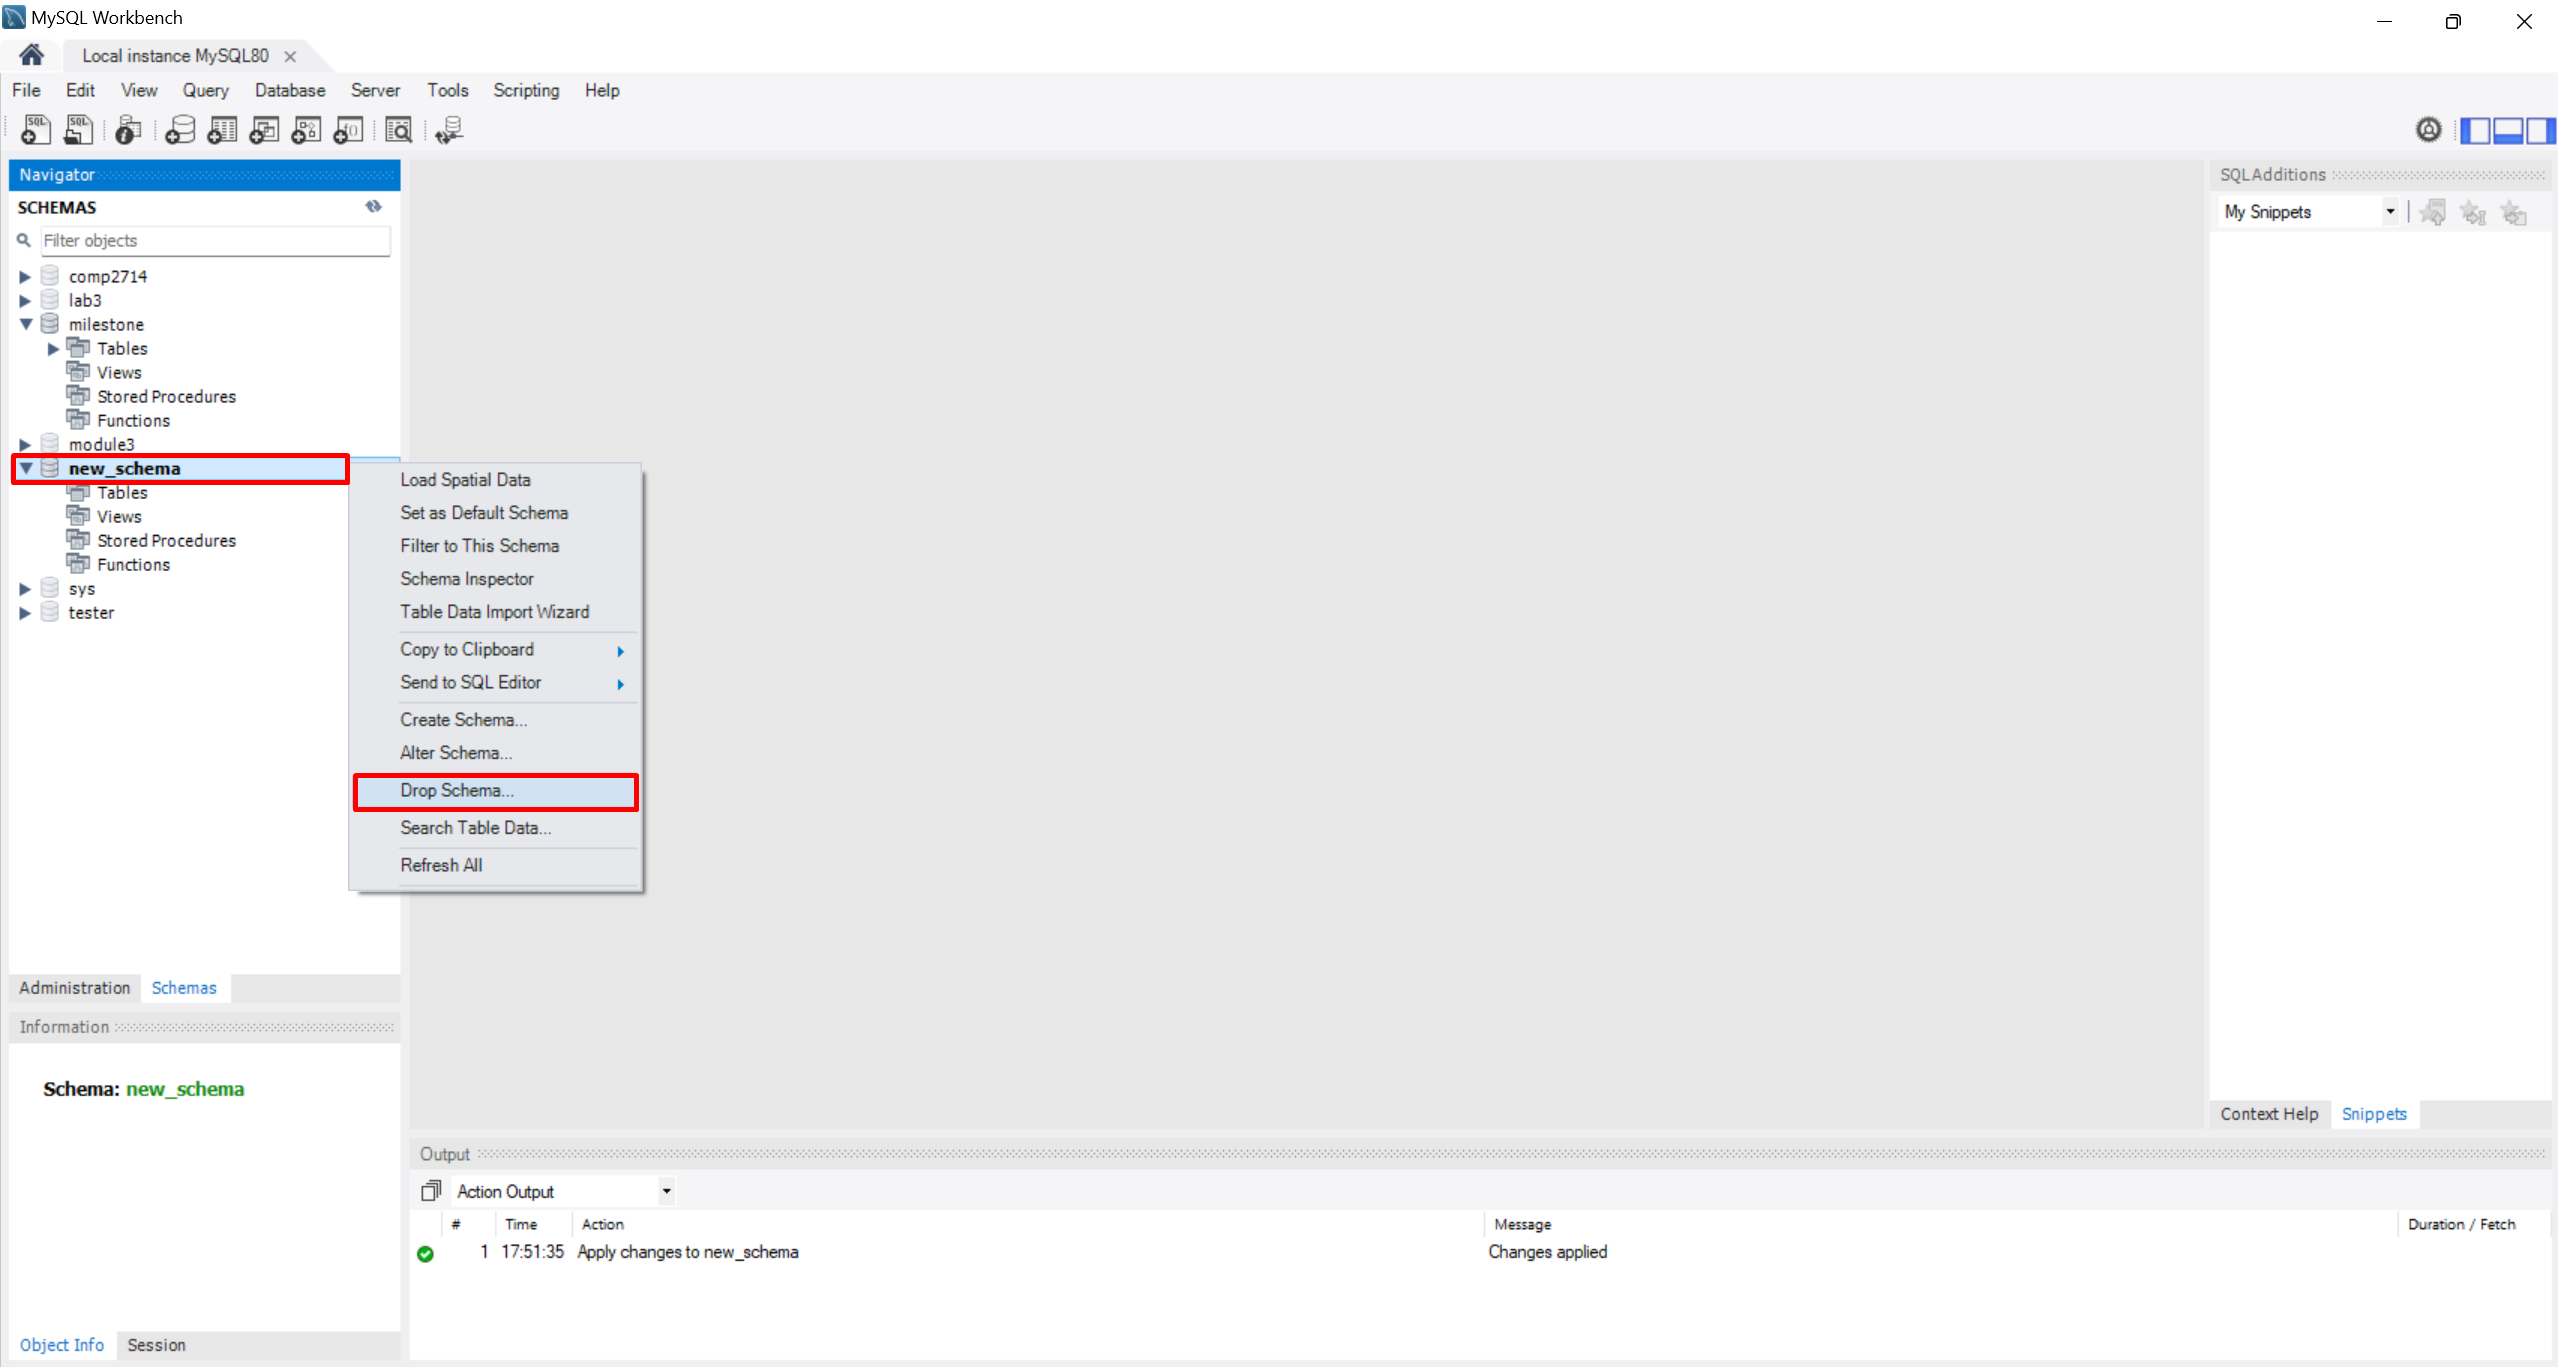 MySQL Workbench
Local instance MySQL80
File Edit View Query Database Server Tools Scripting Help
Navigator
SCHEMAS
Filter objects
comp2714
lab3
milestone
Tables
Views
Stored Procedures
Functions
module3
new_schema
Tables
Views
Stored Procedures
Functions
sys
tester
Load Spatial Data
Set as Default Schema
Filter to This Schema
Schema Inspector
Table Data Import Wizard
Copy to Clipboard
Send to SQL Editor
Create Schema...
Alter Schema...
Drop Schema...
Search Table Data...
Refresh All
Administration Schemas
Information
Schema: new_schema
Object Info Session
SQLAdditions
My Snippets
Context Help Snippets
Output
Action Output
# Time Action Message Duration / Fetch
1 17:51:35 Apply changes to new_schema Changes applied